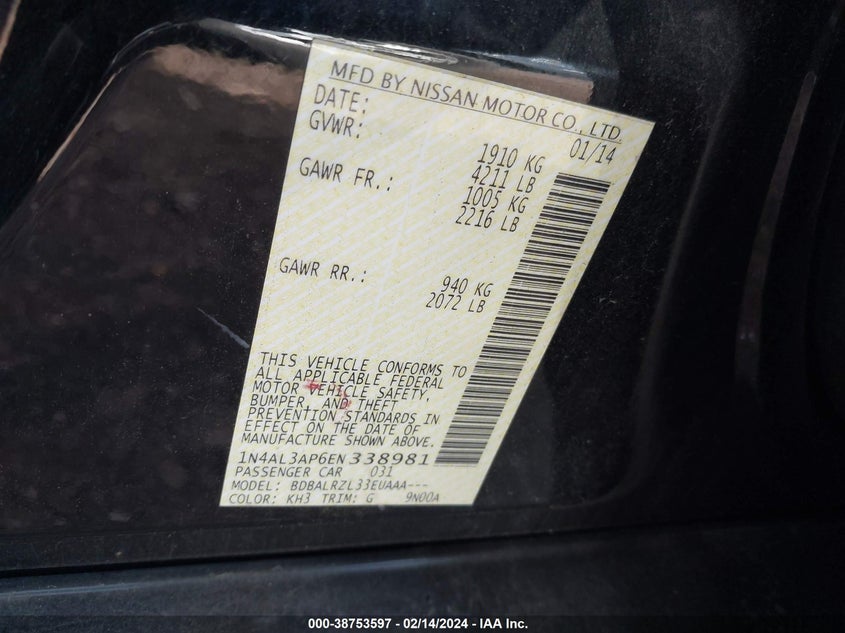 MFD BY NISSAN MOTOR CO., LTD.
DATE: 01/14
GVWR: 1910 KG
4211 LB
GAWR FR.: 1005 KG
2216 LB
GAWR RR.: 940 KG
2072 LB
THIS VEHICLE CONFORMS TO
ALL APPLICABLE FEDERAL
MOTOR VEHICLE SAFETY,
BUMPER, AND THEFT
PREVENTION STANDARDS IN
EFFECT ON THE DATE OF
MANUFACTURE SHOWN ABOVE.
1N4AL3AP6EN338981
PASSENGER CAR 031
MODEL: BDBALRZL33EUAAA---
COLOR: KH3 TRIM: G 9N00A
000-38753597 - 02/14/2024 - IAA Inc.